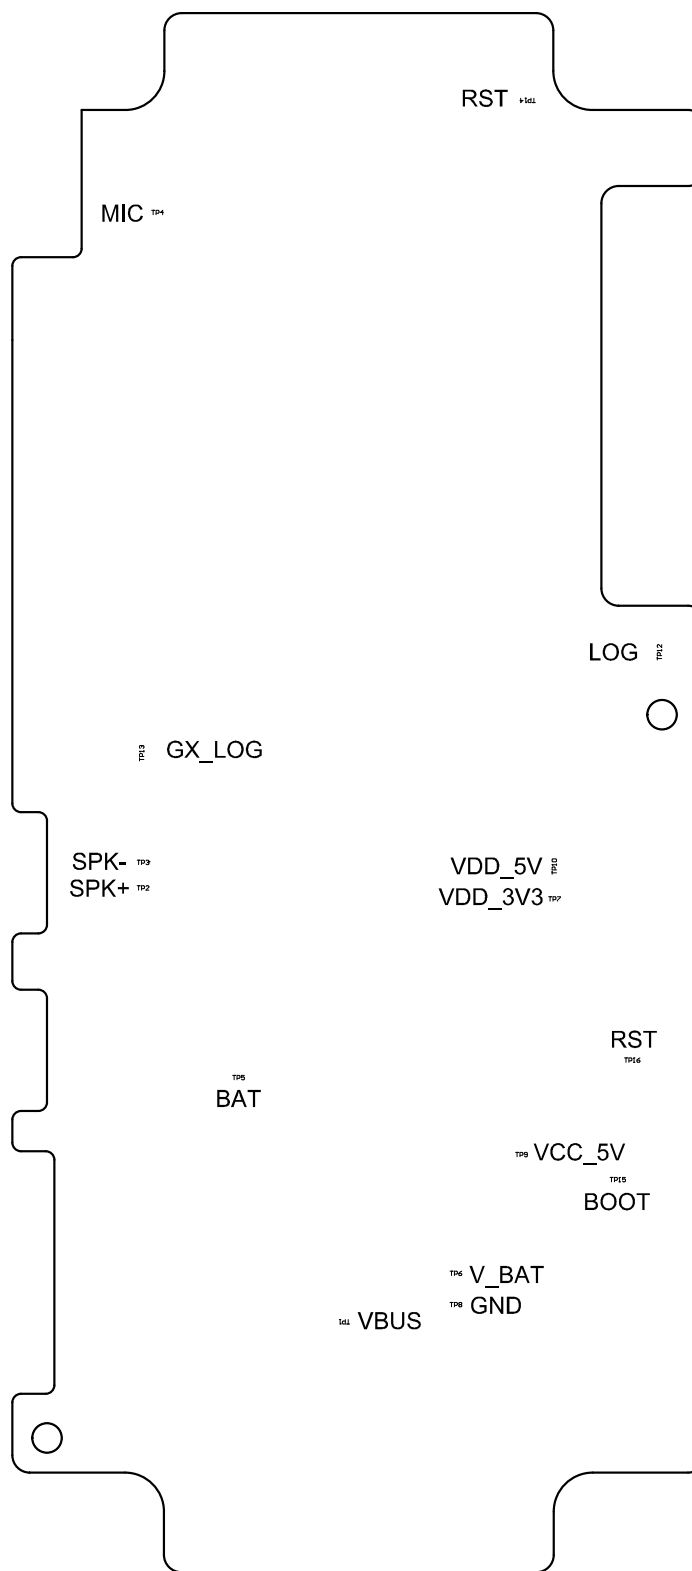 RST TP14
MIC TP4
LOG TP12
TP13 GX_LOG
SPK- TP3
VDD_5V TP10
SPK+ TP2
VDD_3V3 TP7
RST
TP16
TP5
BAT
TP9 VCC_5V
TP15
BOOT
TP6 V_BAT
TP8 GND
TP1 VBUS